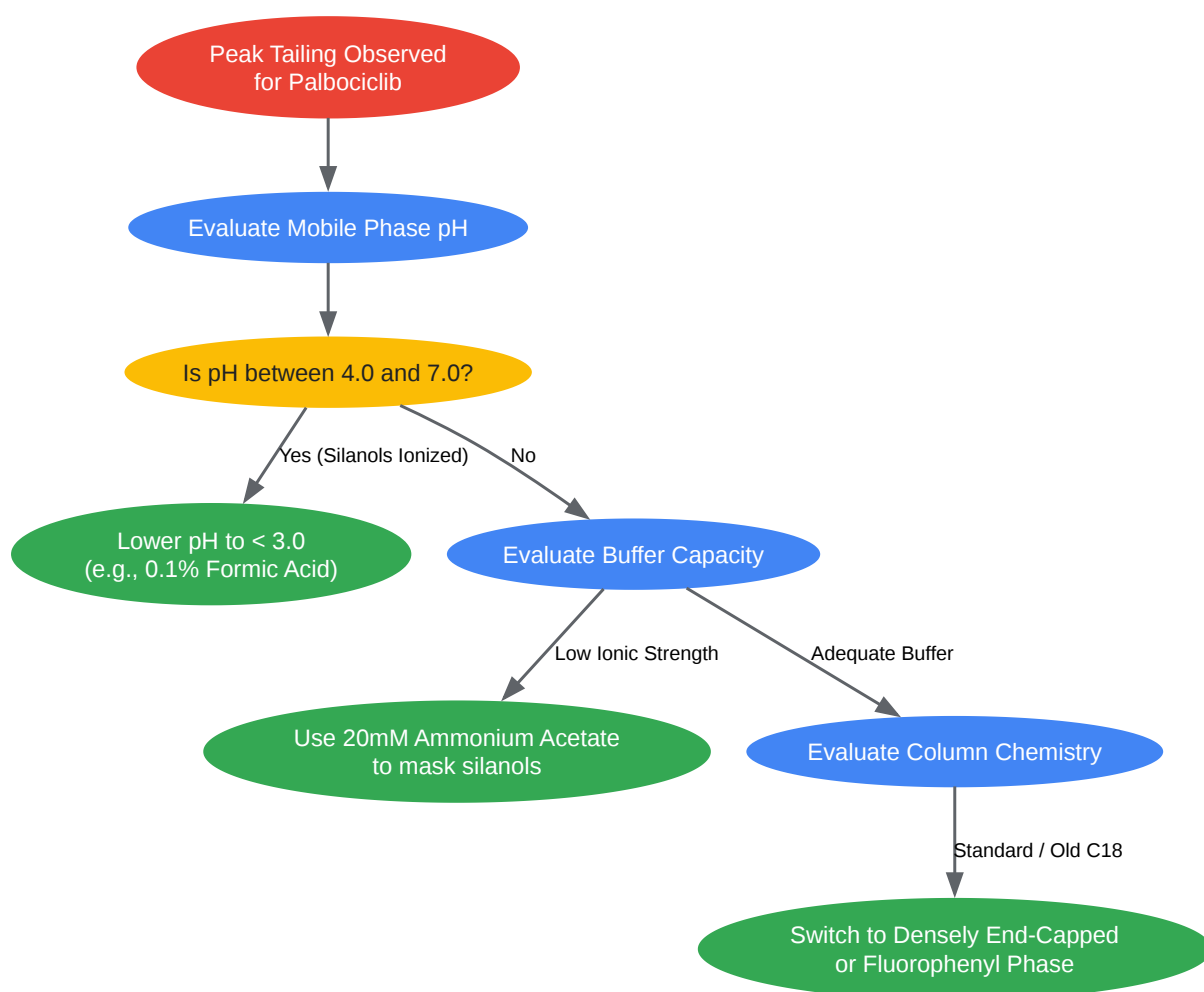 Peak Tailing Observed
for Palbociclib
Evaluate Mobile Phase pH
Is pH between 4.0 and 7.0?
Yes (Silanols Ionized)
No
Lower pH to < 3.0
(e.g., 0.1% Formic Acid)
Evaluate Buffer Capacity
Low Ionic Strength
Adequate Buffer
Use 20mM Ammonium Acetate
to mask silanols
Evaluate Column Chemistry
Standard / Old C18
Switch to Densely End-Capped
or Fluorophenyl Phase